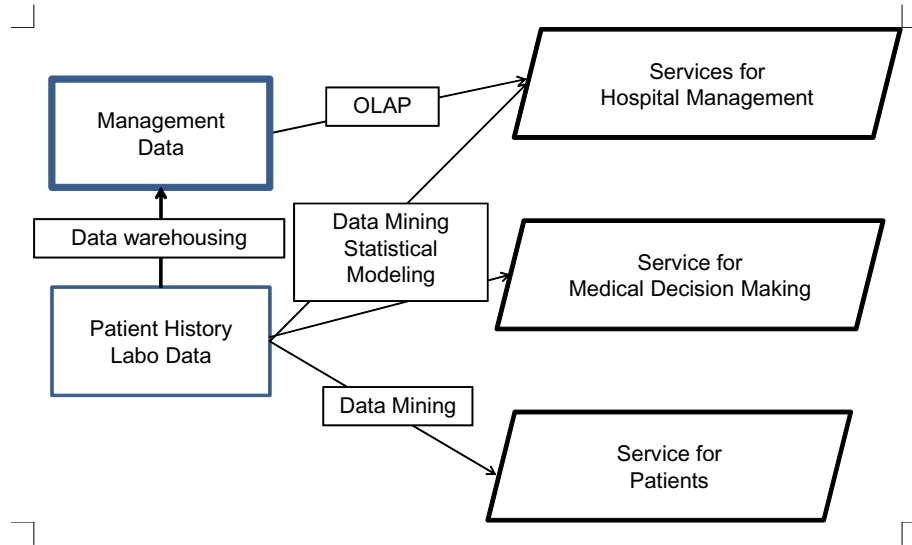 Management
Data
OLAP
Services for
Hospital Management
Data warehousing
Data Mining
Statistical
Modeling
Service for
Medical Decision Making
Patient History
Labo Data
Data Mining
Service for
Patients